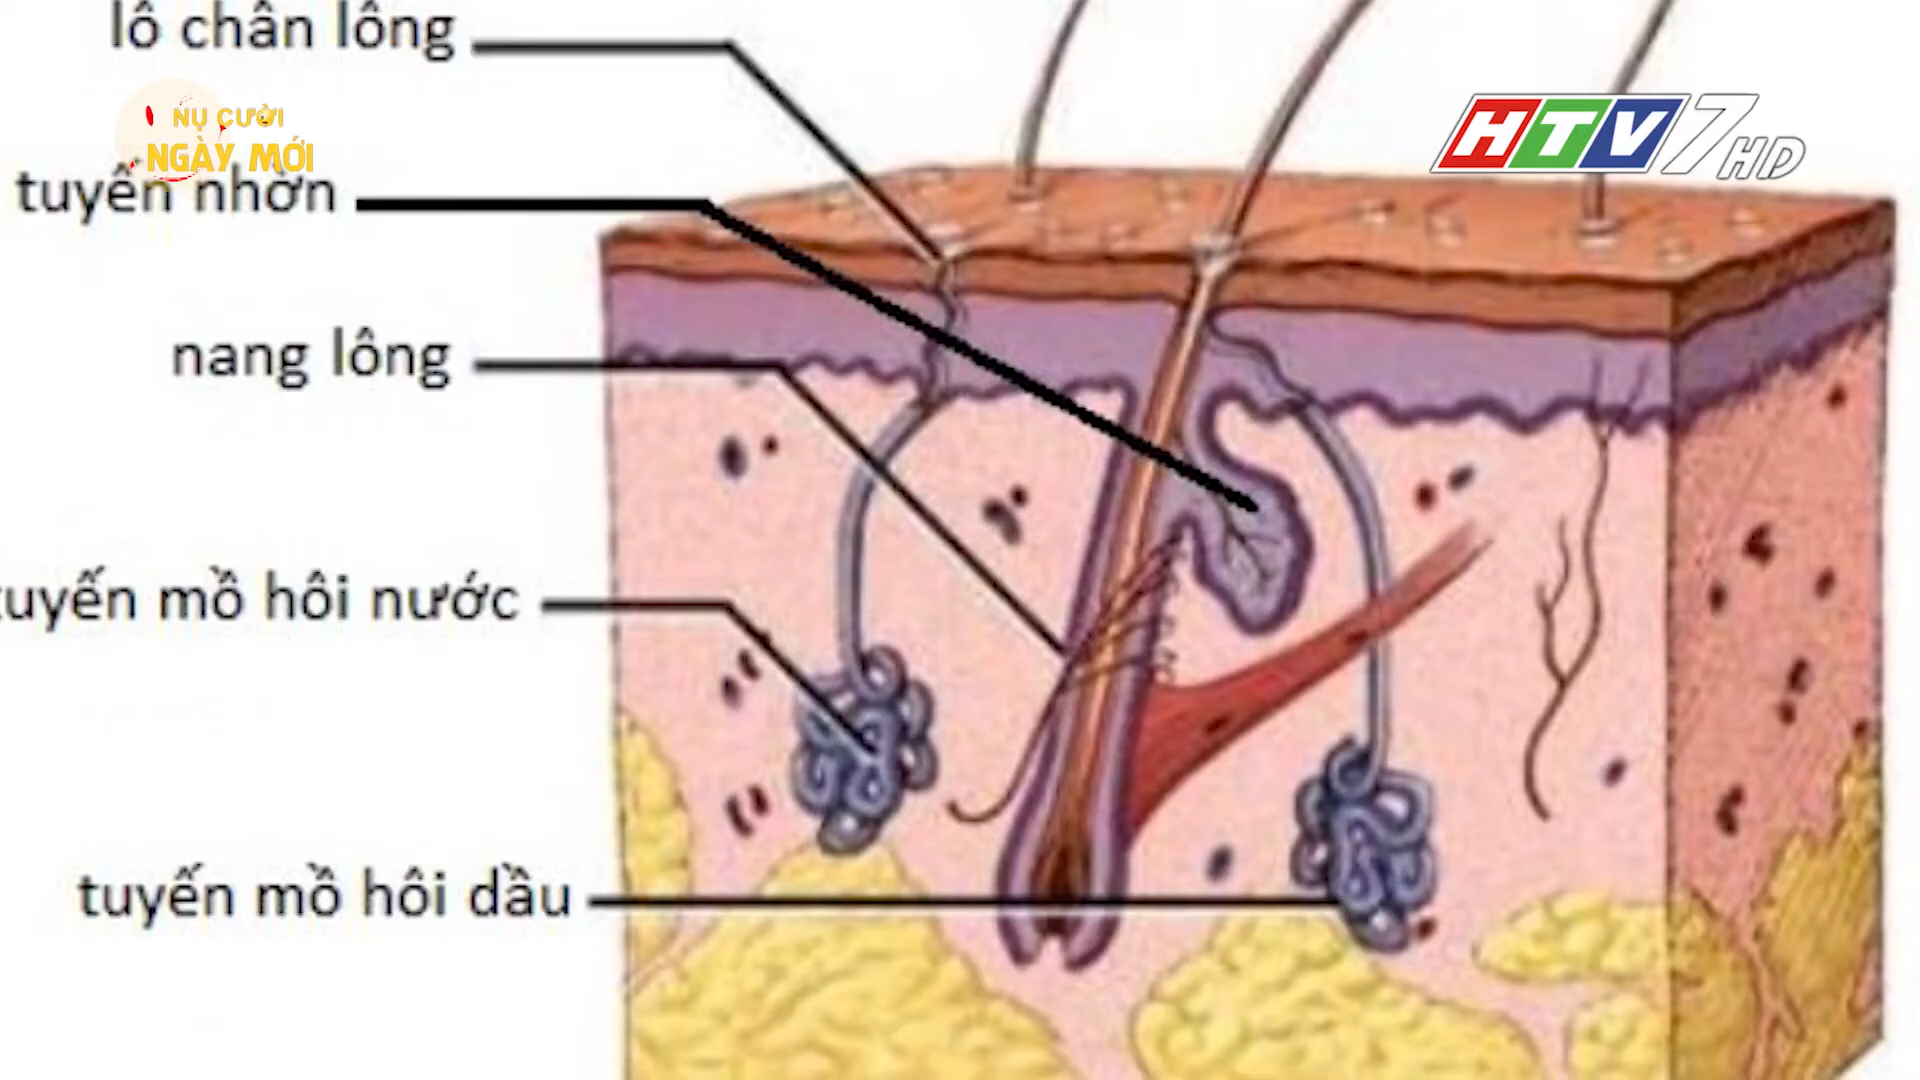 lỗ chân lông
NỤ CƯỜI
NGÀY MỚI
HTV7HD
tuyến nhờn
nang lông
tuyến mồ hôi nước
tuyến mồ hôi dầu